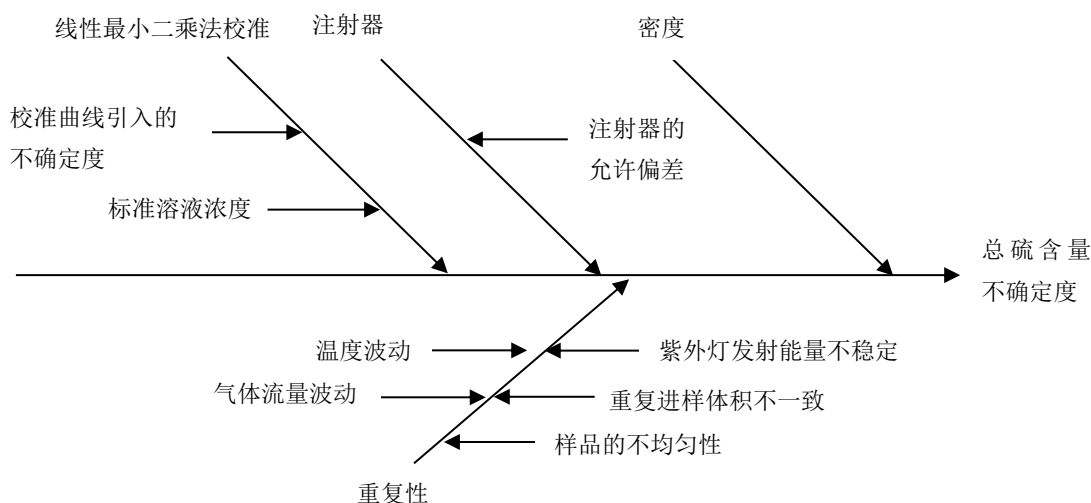 线性最小二乘法校准
注射器
密度
校准曲线引入的
不确定度
注射器的
允许偏差
标准溶液浓度
总硫含量
不确定度
温度波动
紫外灯发射能量不稳定
气体流量波动
重复进样体积不一致
样品的不均匀性
重复性